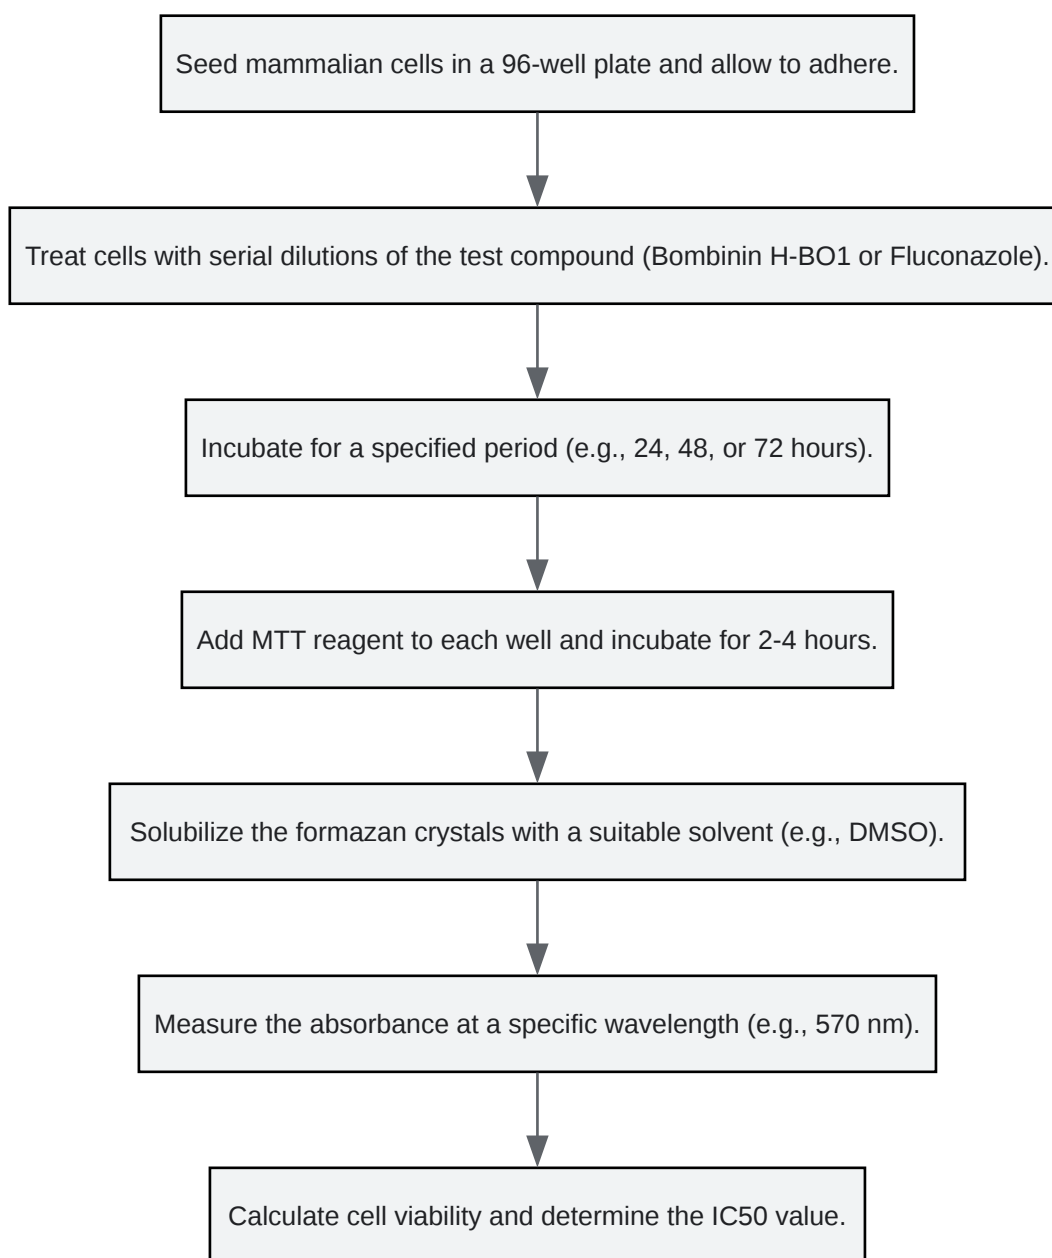 Seed mammalian cells in a 96-well plate and allow to adhere.
Treat cells with serial dilutions of the test compound (Bombinin H-BO1 or Fluconazole).
Incubate for a specified period (e.g., 24, 48, or 72 hours).
Add MTT reagent to each well and incubate for 2-4 hours.
Solubilize the formazan crystals with a suitable solvent (e.g., DMSO).
Measure the absorbance at a specific wavelength (e.g., 570 nm).
Calculate cell viability and determine the IC50 value.